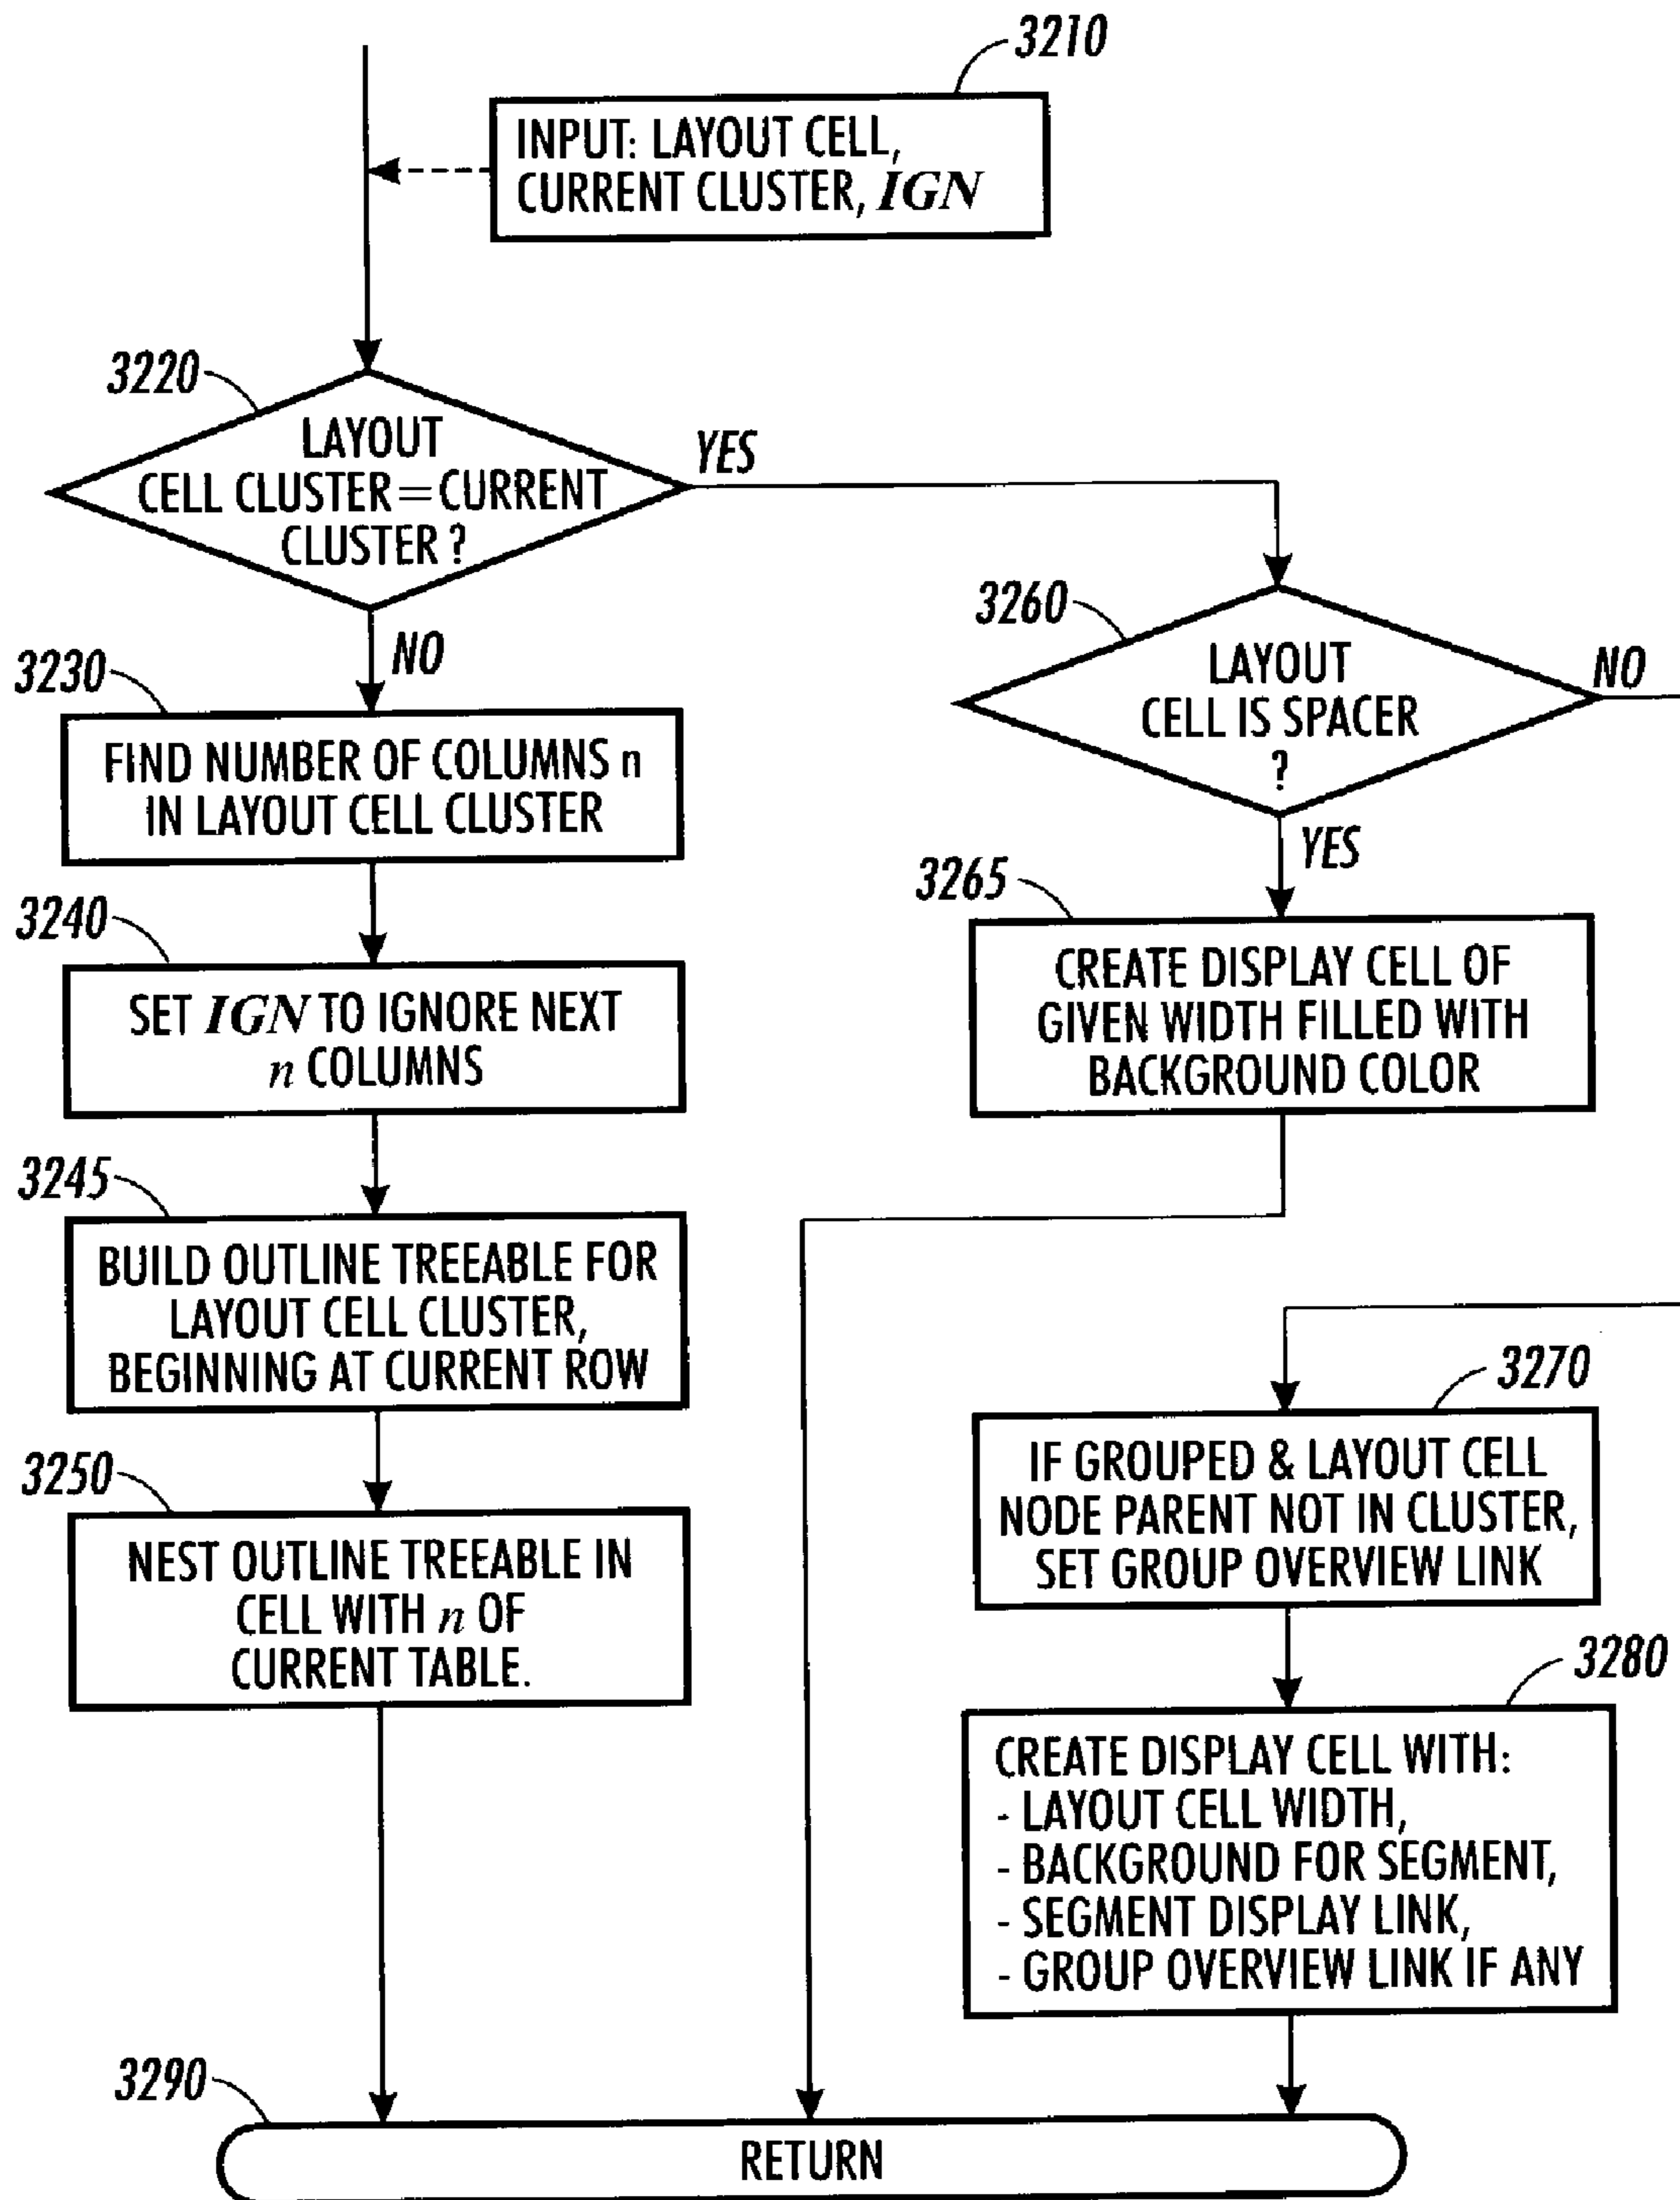 3210
INPUT: LAYOUT CELL,
CURRENT CLUSTER, IGN
3220
LAYOUT
CELL CLUSTER = CURRENT
CLUSTER ?
YES
NO
3230
FIND NUMBER OF COLUMNS n
IN LAYOUT CELL CLUSTER
3240
SET IGN TO IGNORE NEXT
n COLUMNS
3245
BUILD OUTLINE TREEABLE FOR
LAYOUT CELL CLUSTER,
BEGINNING AT CURRENT ROW
3250
NEST OUTLINE TREEABLE IN
CELL WITH n OF
CURRENT TABLE.
3260
LAYOUT
CELL IS SPACER
?
NO
YES
3265
CREATE DISPLAY CELL OF
GIVEN WIDTH FILLED WITH
BACKGROUND COLOR
3270
IF GROUPED & LAYOUT CELL
NODE PARENT NOT IN CLUSTER,
SET GROUP OVERVIEW LINK
3280
CREATE DISPLAY CELL WITH:
- LAYOUT CELL WIDTH,
- BACKGROUND FOR SEGMENT,
- SEGMENT DISPLAY LINK,
- GROUP OVERVIEW LINK IF ANY
3290
RETURN